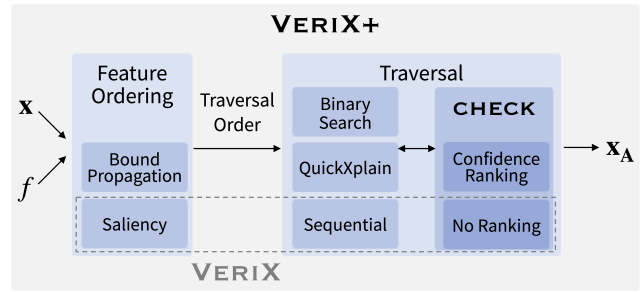 VERIX+
Feature
Ordering
Bound
Propagation
Saliency
Traversal
Order
Traversal
Binary
Search
QuickXplain
Sequential
CHECK
Confidence
Ranking
No Ranking
x
f
x_A
VERIX